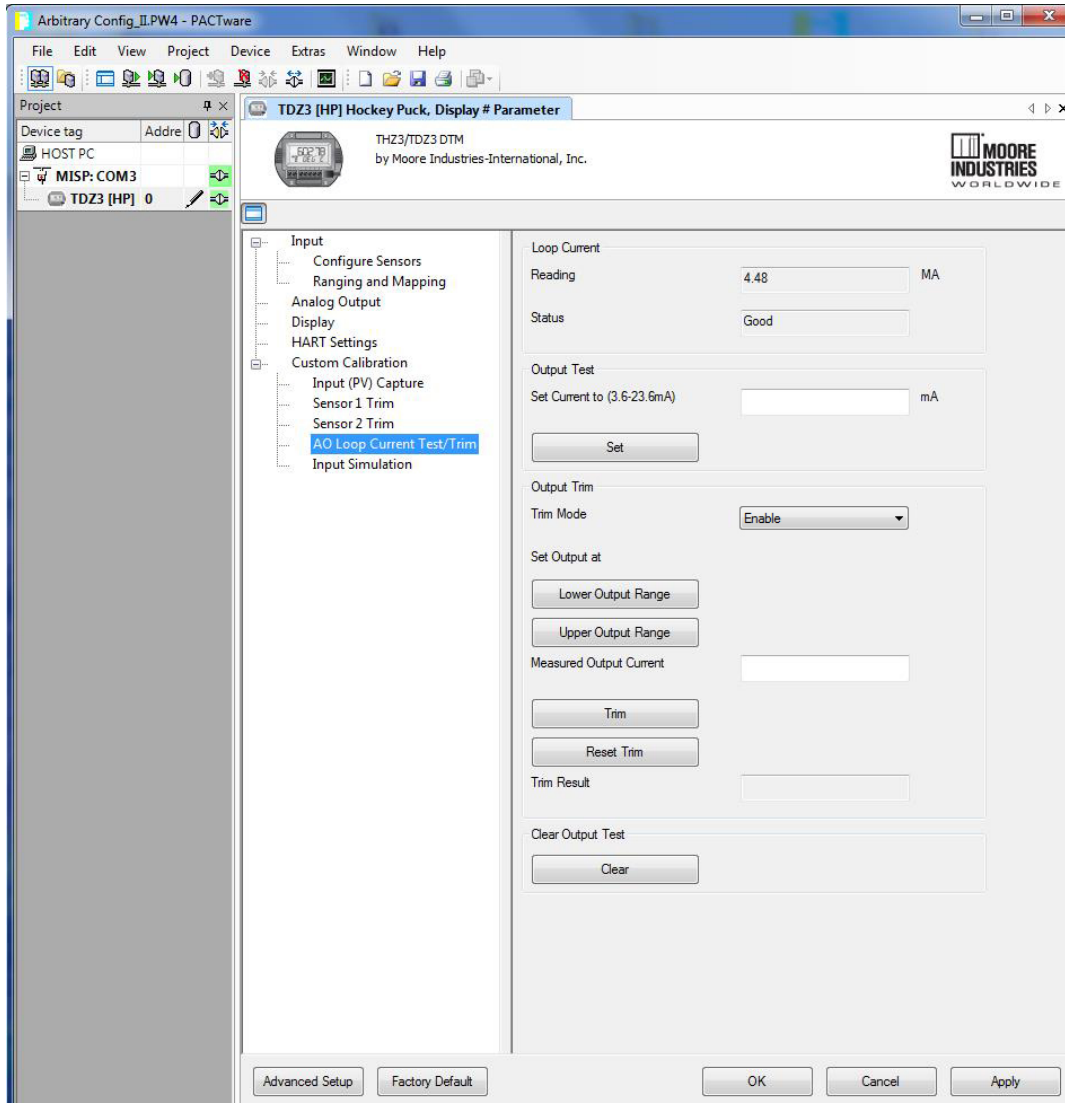 Arbitrary Config_II.PW4 - PACTware
File Edit View Project Device Extras Window Help
Project
Device tag Addre
HOST PC
MISP: COM3
TDZ3 [HP] 0
TDZ3 [HP] Hockey Puck, Display # Parameter
THZ3/TDZ3 DTM
by Moore Industries-International, Inc.
MOORE
INDUSTRIES
WORLDWIDE
Input
Configure Sensors
Ranging and Mapping
Analog Output
Display
HART Settings
Custom Calibration
Input (PV) Capture
Sensor 1 Trim
Sensor 2 Trim
AO Loop Current Test/Trim
Input Simulation
Loop Current
Reading 4.48 MA
Status Good
Output Test
Set Current to (3.6-23.6mA) mA
Set
Output Trim
Trim Mode Enable
Set Output at
Lower Output Range
Upper Output Range
Measured Output Current
Trim
Reset Trim
Trim Result
Clear Output Test
Clear
Advanced Setup Factory Default OK Cancel Apply